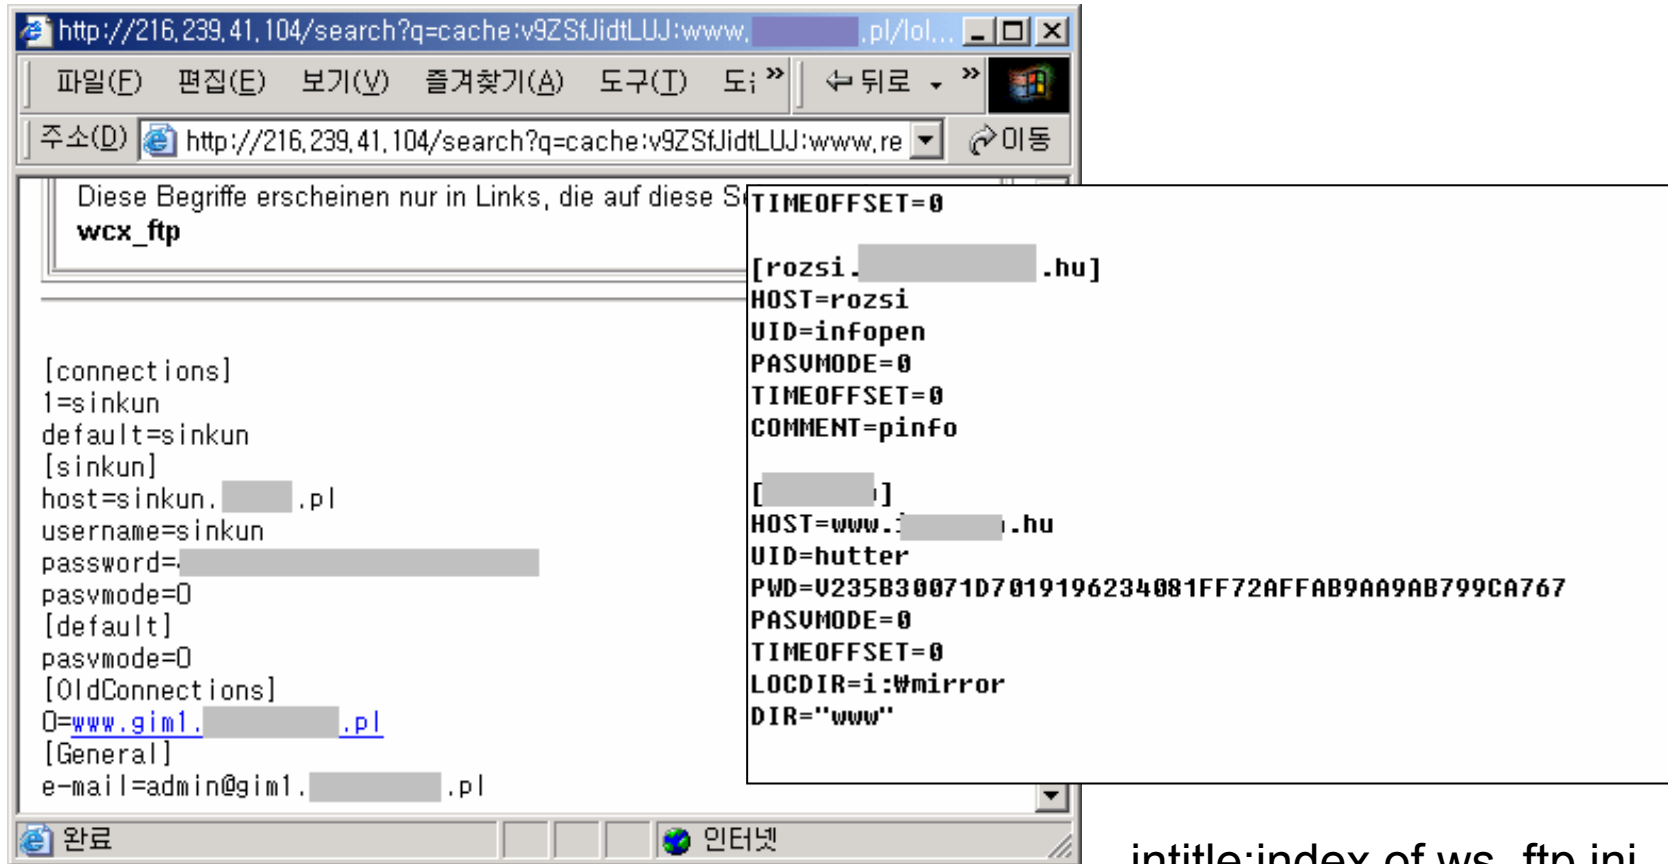 http://216,239,41,104/search?q=cache:v9ZSfJidtLUJ:www, .pl/lol,...
파일(F) 편집(E) 보기(V) 즐겨찾기(A) 도구(T) » 뒤로 »
주소(D) http://216,239,41,104/search?q=cache:v9ZSfJidtLUJ:www,re 이동
Diese Begriffe erscheinen nur in Links, die auf diese
wcx_ftp
[connections]
1=sinkun
default=sinkun
[sinkun]
host=sinkun. .pl
username=sinkun
password=
pasvmode=0
[default]
pasvmode=0
[OldConnections]
0=www.gim1. .pl
[General]
e-mail=admin@gim1. .pl
완료 인터넷
TIMEOFFSET=0
[rozsi. .hu]
HOST=rozsi
UID=infopen
PASVMODE=0
TIMEOFFSET=0
COMMENT=pinfo
[ ]
HOST=www. .hu
UID=hutter
PWD=V235B30071D7019196234081FF72AFFAB9AA9AB799CA767
PASVMODE=0
TIMEOFFSET=0
LOCDIR=i:₩mirror
DIR="www"
intitle:index of ws_ftp.ini